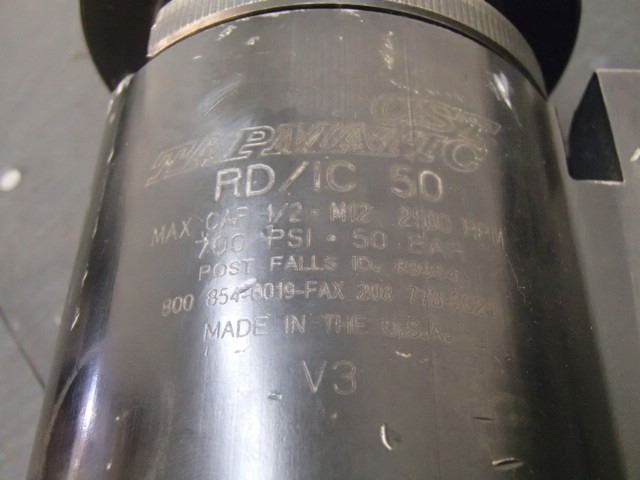 TAPMATIC
RD/IC 50
MAX CAP 1/2 - M12 2500 RPM
700 PSI • 50 BAR
POST FALLS ID.
800 854-6019-FAX 208
MADE IN THE U.S.A.
V3